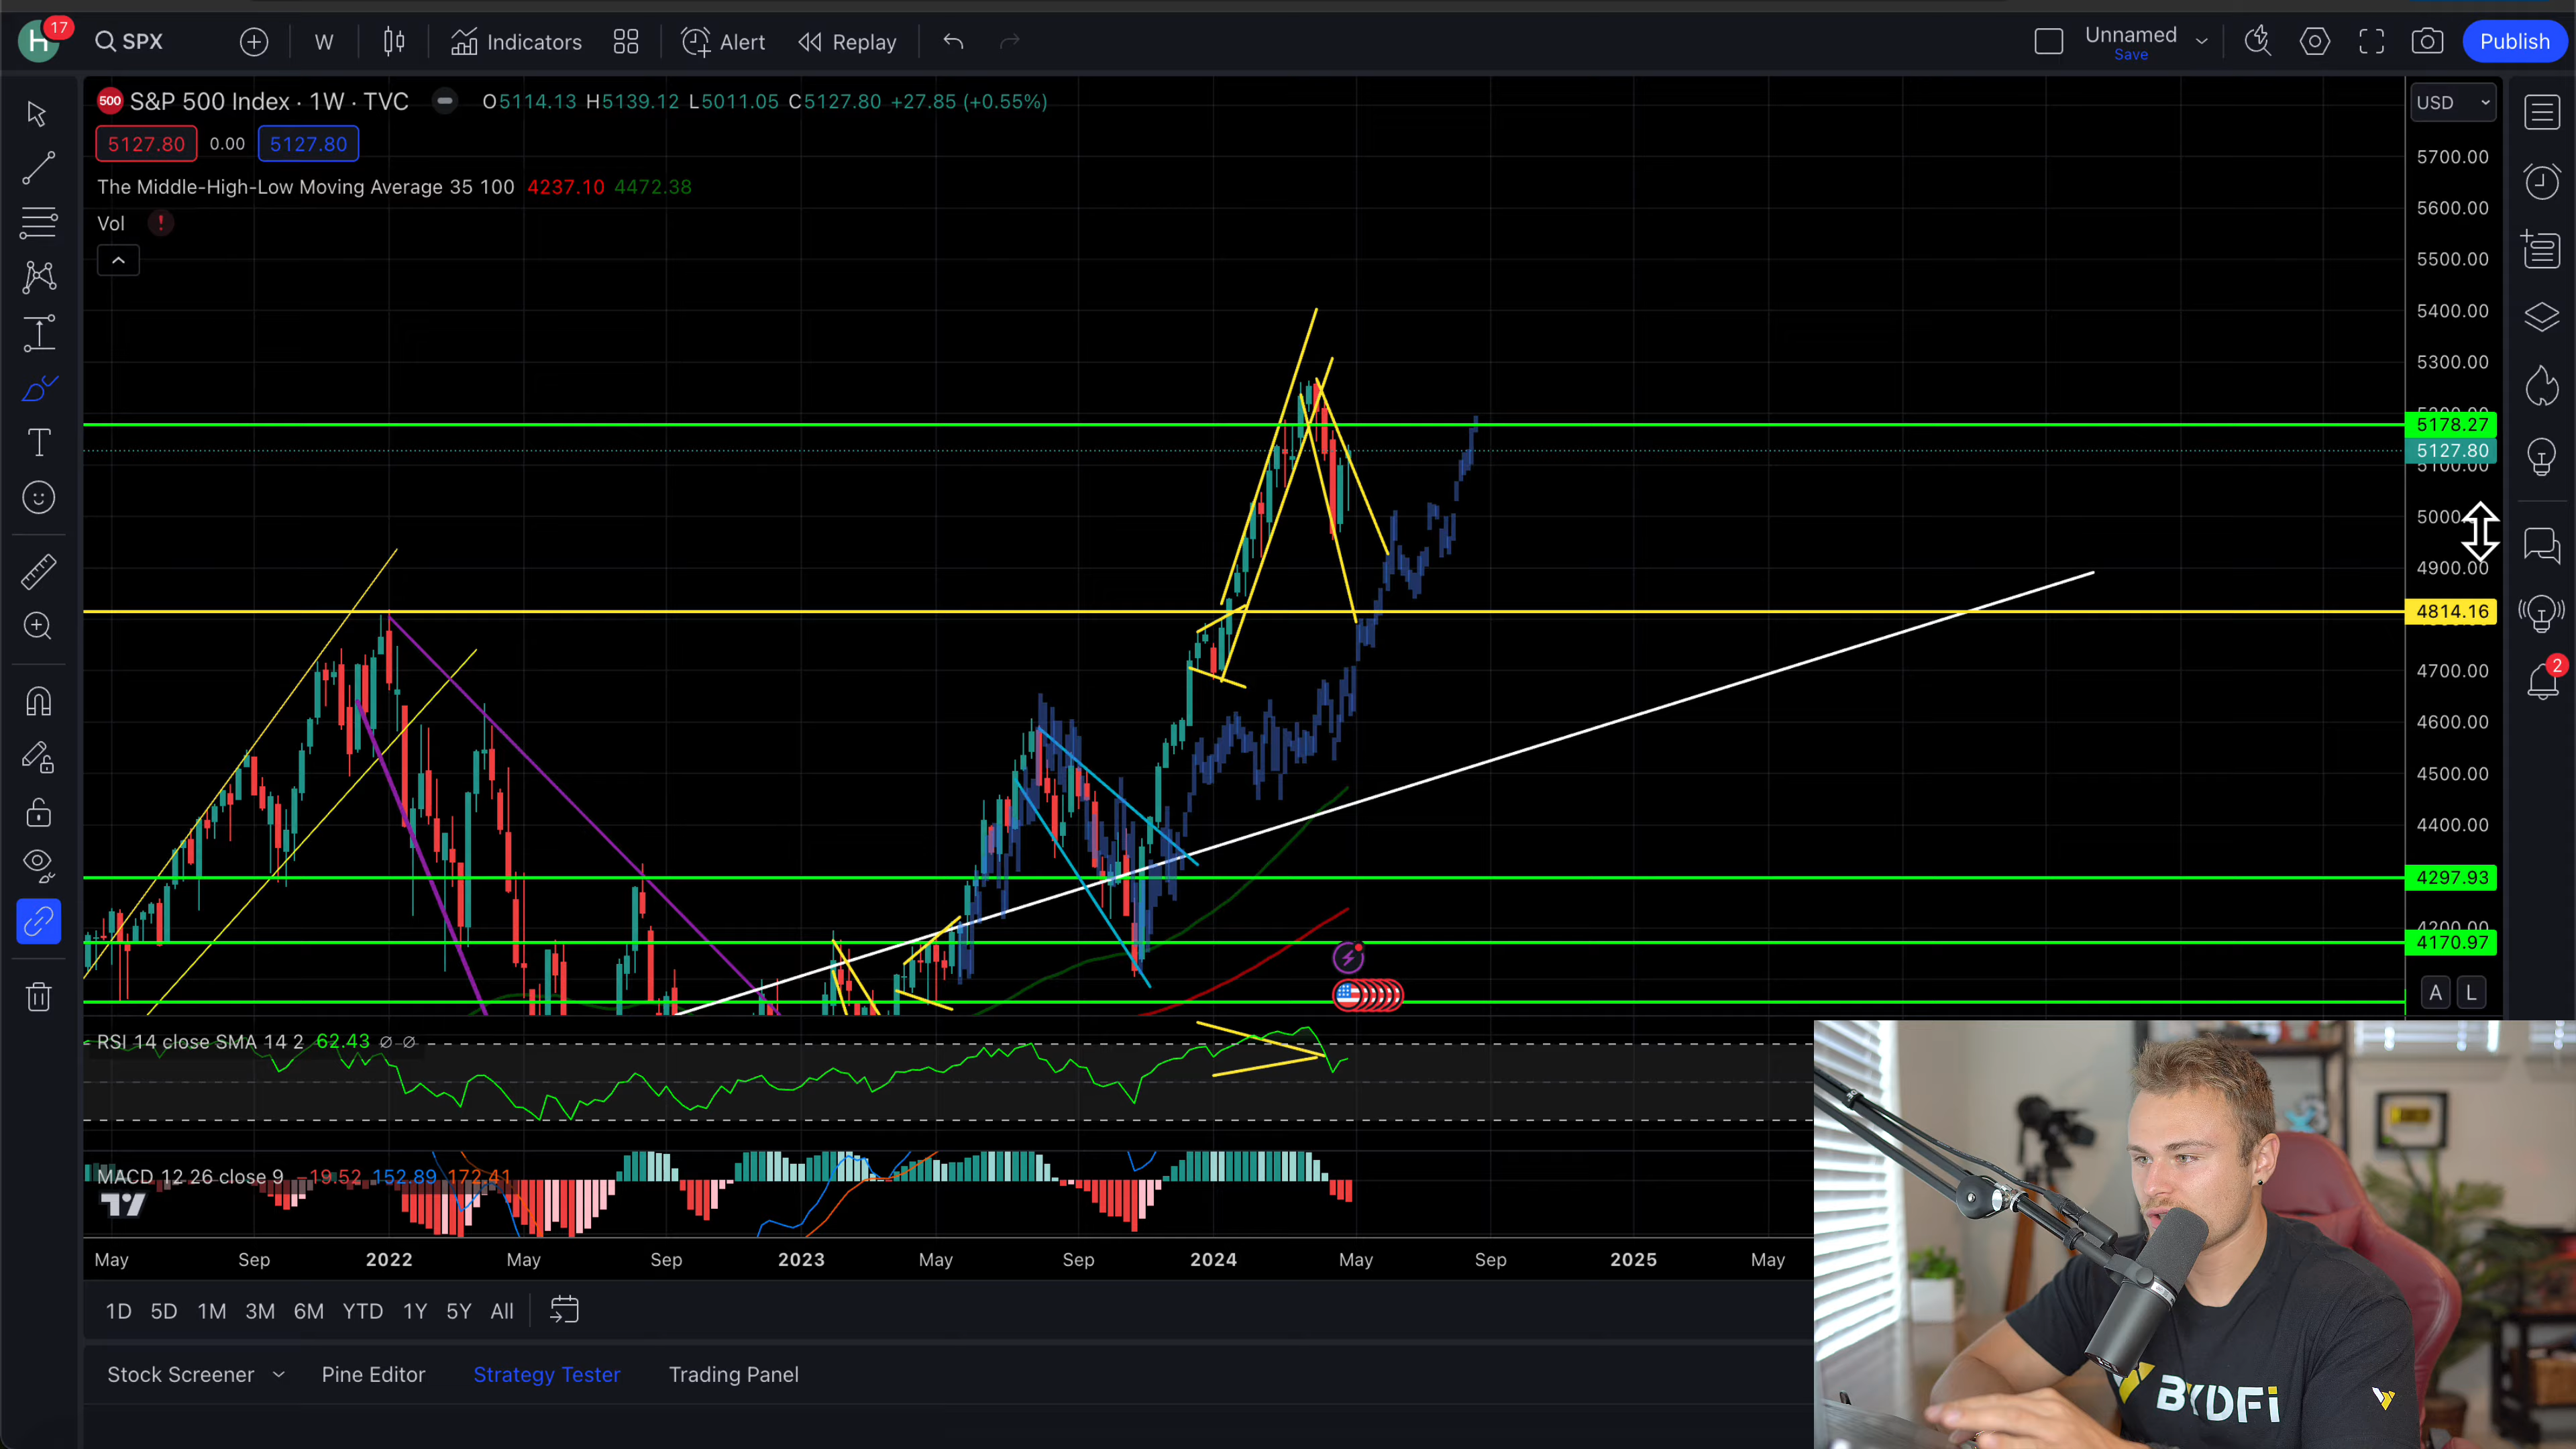 H 17 SPX W Indicators Alert Replay Unnamed Publish
Save
500 S&P 500 Index · 1W · TVC O5114.13 H5139.12 L5011.05 C5127.80 +27.85 (+0.55%) USD
5127.80 0.00 5127.80
The Middle-High-Low Moving Average 35 100 4237.10 4472.38
Vol !
5700.00
5600.00
5500.00
5400.00
5300.00
5178.27
5127.80
5100.00
5000
4900.00
4814.16
4700.00
4600.00
4500.00
4400.00
4297.93
4200.00
4170.97
2
A L
RSI 14 close SMA 14 2 62.43 ∅ ∅
MACD 12 26 close 9 -19.52 152.89 172.41
May Sep 2022 May Sep 2023 May Sep 2024 May Sep 2025 May
1D 5D 1M 3M 6M YTD 1Y 5Y All
Stock Screener Pine Editor Strategy Tester Trading Panel
BYDFi